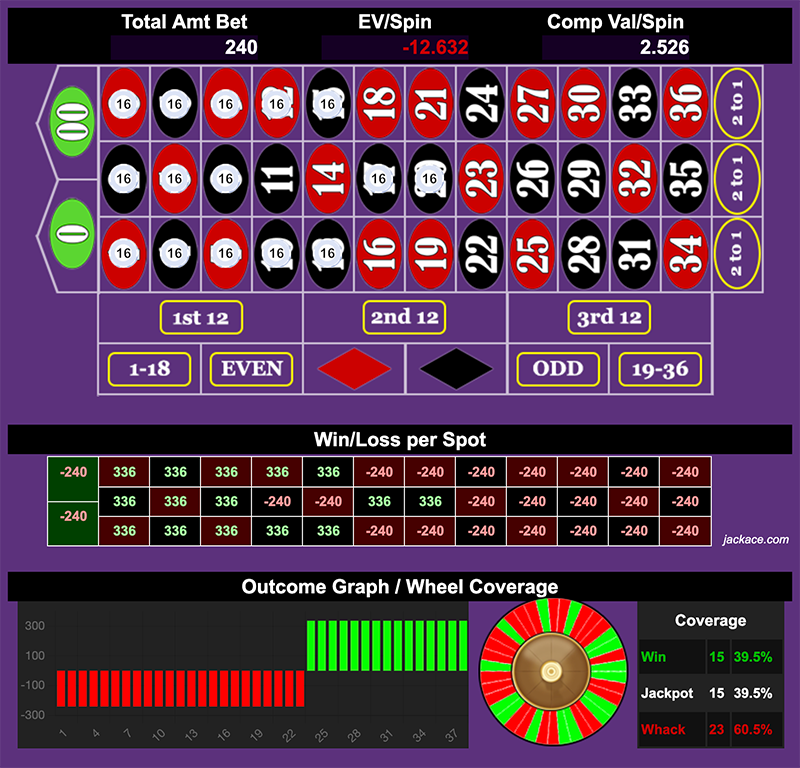 Total Amt Bet EV/Spin Comp Val/Spin
240 -12.632 2.526
00 16 16 16 16 16 18 21 24 27 30 33 36 2 to 1
16 16 16 11 14 16 16 23 26 29 32 35 2 to 1
0 16 16 16 16 16 16 19 22 25 28 31 34 2 to 1
1st 12 2nd 12 3rd 12
1-18 EVEN ODD 19-36
Win/Loss per Spot
-240 336 336 336 336 336 -240 -240 -240 -240 -240 -240 -240
336 336 336 -240 -240 336 336 -240 -240 -240 -240 -240
-240 336 336 336 336 336 -240 -240 -240 -240 -240 -240 -240
jackace.com
Outcome Graph / Wheel Coverage
300
100
-100
-300
1 4 7 10 13 16 19 22 25 28 31 34 37
Coverage
Win 15 39.5%
Jackpot 15 39.5%
Whack 23 60.5%